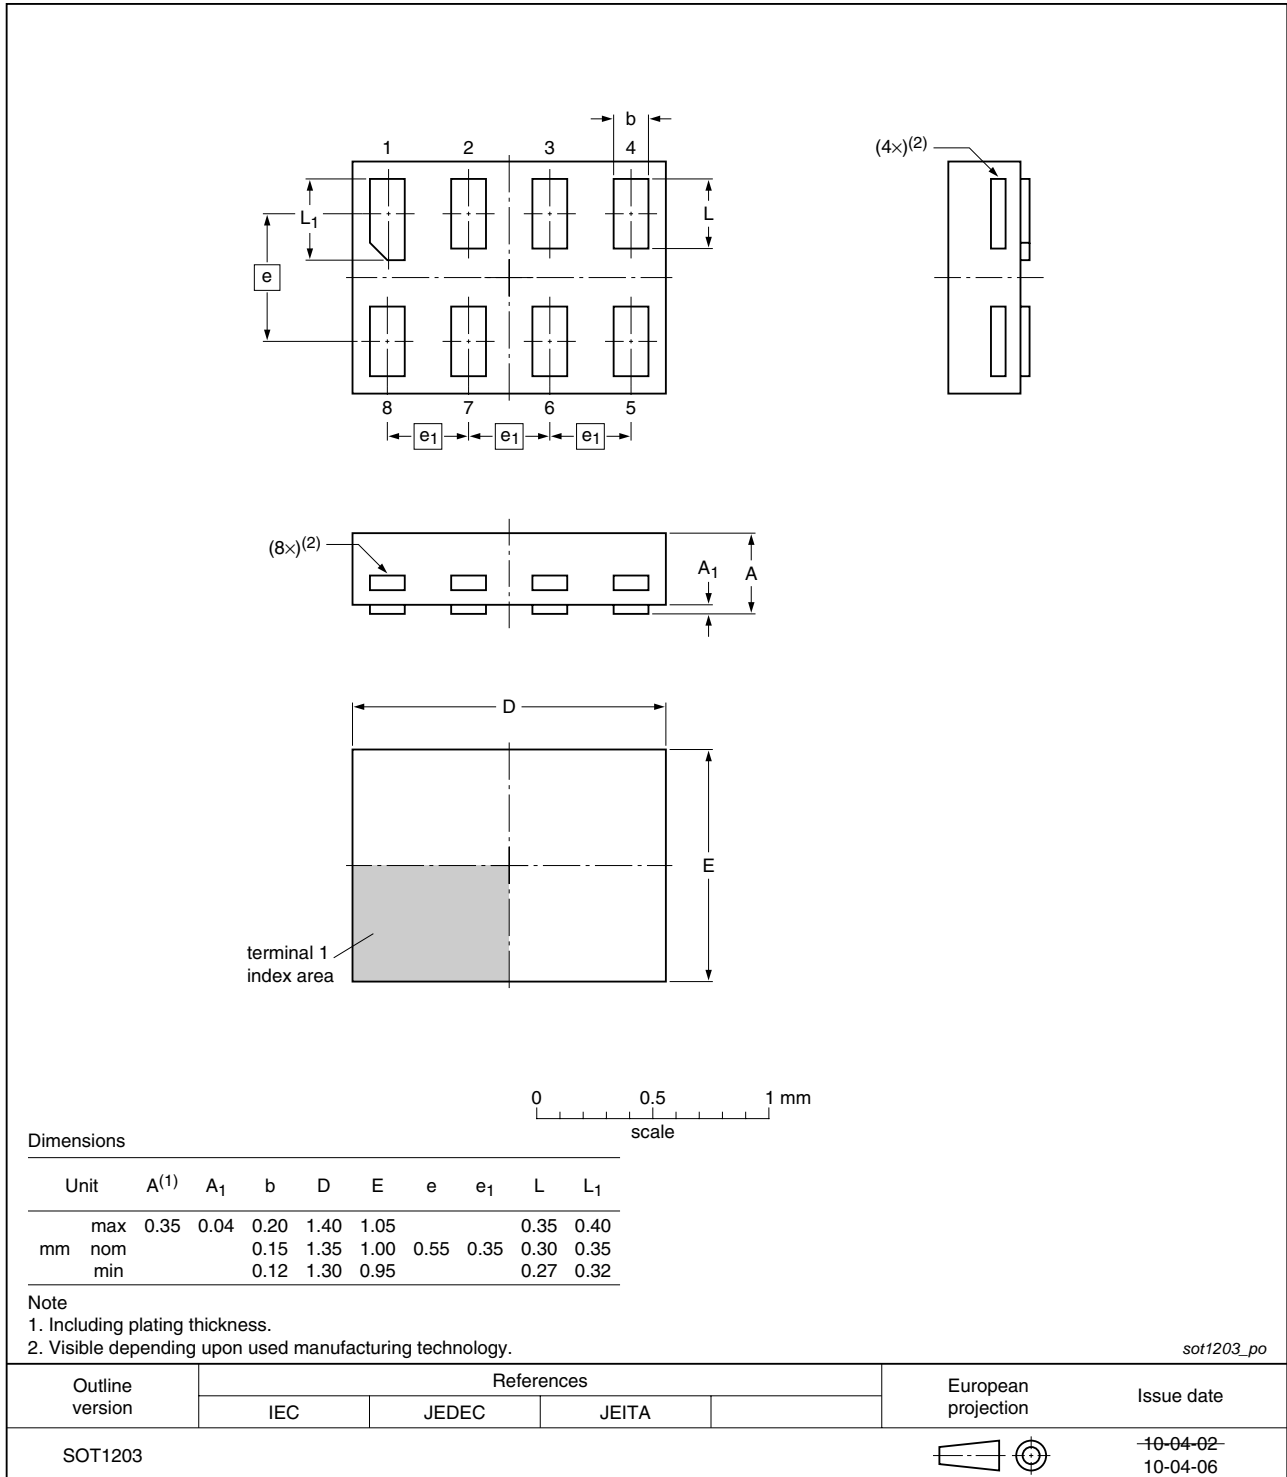 b
1 2 3 4
(4×)(2)
L1
L
e
8 7 6 5
e1 e1 e1
(8×)(2)
A1 A
D
E
terminal 1
index area
0 0.5 1 mm
scale
Dimensions
Unit A(1) A1 b D E e e1 L L1
max 0.35 0.04 0.20 1.40 1.05 0.35 0.40
mm nom 0.15 1.35 1.00 0.55 0.35 0.30 0.35
min 0.12 1.30 0.95 0.27 0.32
Note
1. Including plating thickness.
2. Visible depending upon used manufacturing technology.
sot1203_po
Outline
version
References
European
projection
Issue date
IEC JEDEC JEITA
SOT1203
10-04-02
10-04-06